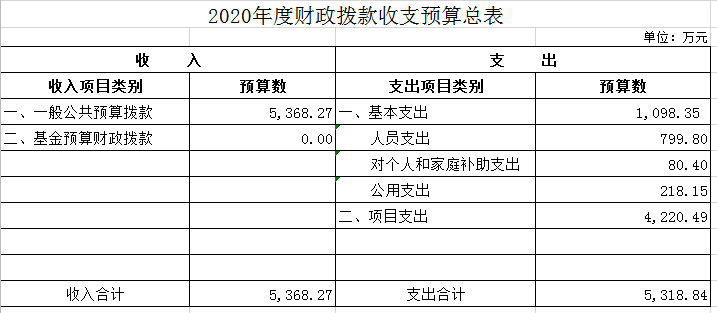 2020年度财政拨款收支预算总表
单位：万元
收 入 支 出
收入项目类别 预算数 支出项目类别 预算数
一、一般公共预算拨款 5,368.27 一、基本支出 1,098.35
二、基金预算财政拨款 0.00 人员支出 799.80
对个人和家庭补助支出 80.40
公用支出 218.15
二、项目支出 4,220.49
收入合计 5,368.27 支出合计 5,318.84